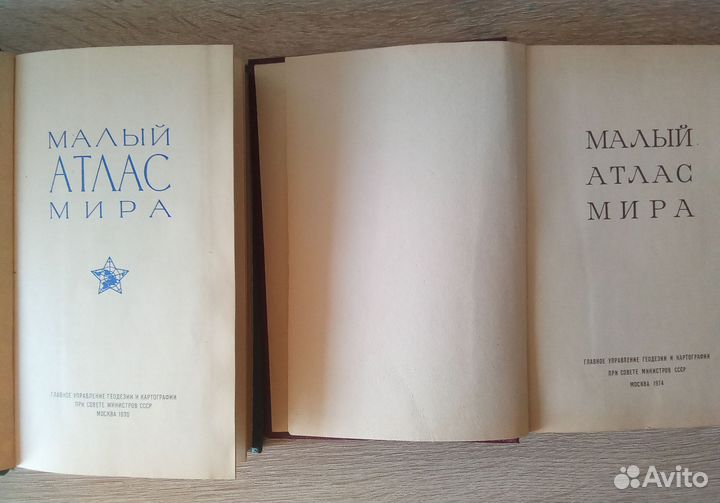 МАЛЫЙ
АТЛАС
МИРА
ГЛАВНОЕ УПРАВЛЕНИЕ ГЕОДЕЗИИ И КАРТОГРАФИИ
ПРИ СОВЕТЕ МИНИСТРОВ СССР
МОСКВА 1970
МАЛЫЙ
АТЛАС
МИРА
ГЛАВНОЕ УПРАВЛЕНИЕ ГЕОДЕЗИИ И КАРТОГРАФИИ
ПРИ СОВЕТЕ МИНИСТРОВ СССР
МОСКВА 1974
Avito